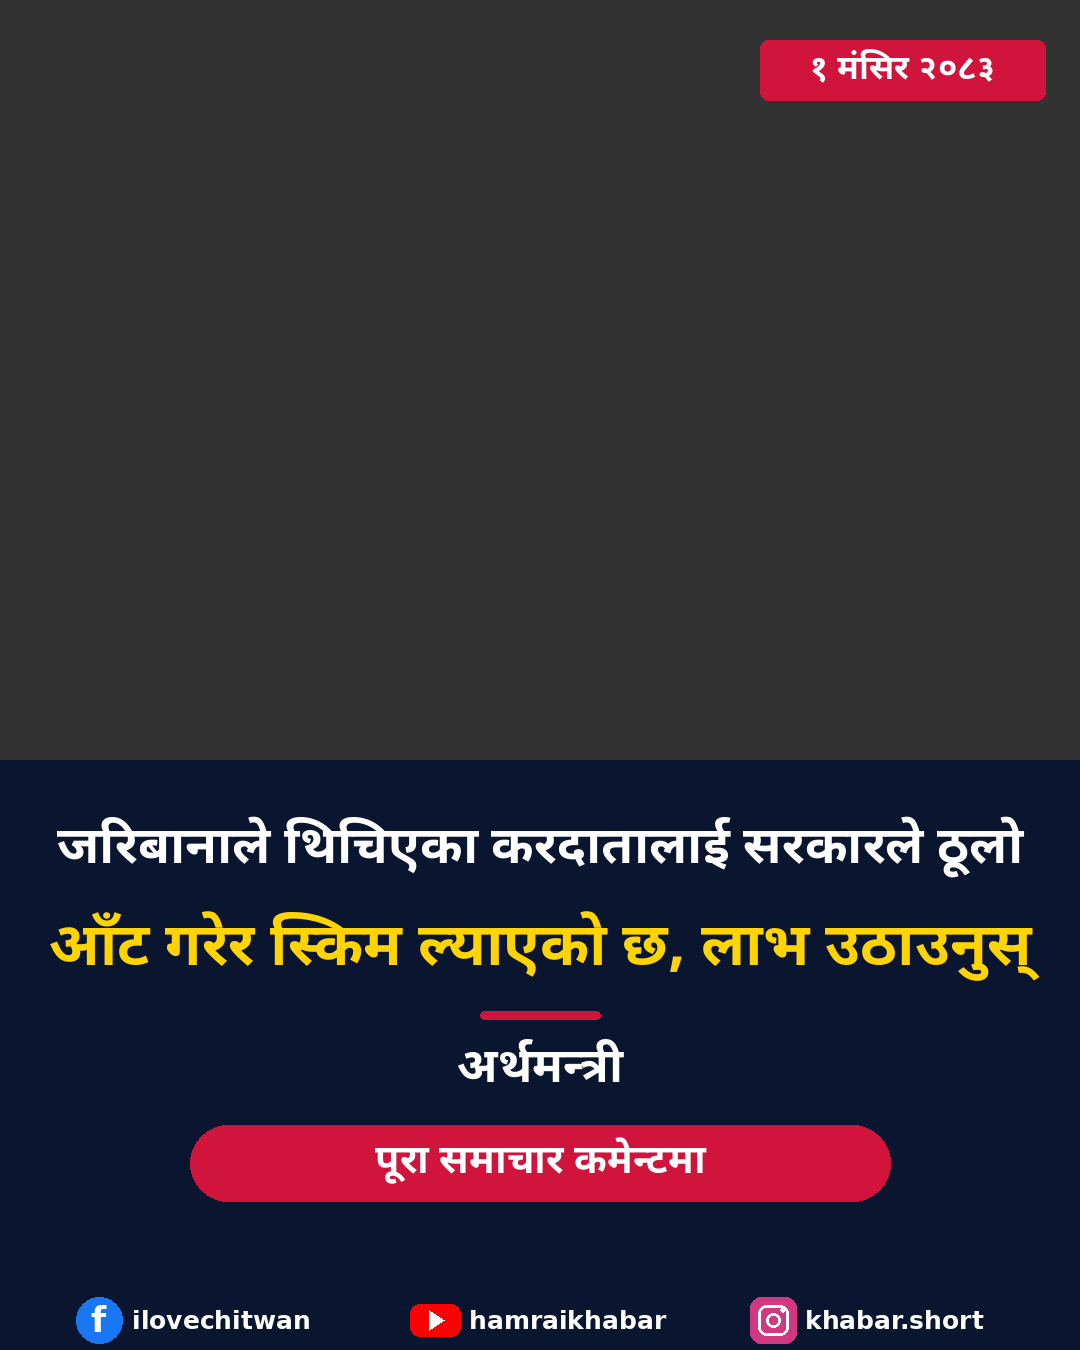 १ मंसिर २०८३
जरिबानाले थिचिएका करदातालाई सरकारले ठूलो
आँट गरेर स्किम ल्याएको छ, लाभ उठाउनुस्
अर्थमन्त्री
पूरा समाचार कमेन्टमा
f ilovechitwan
hamraikhabar
khabar.short